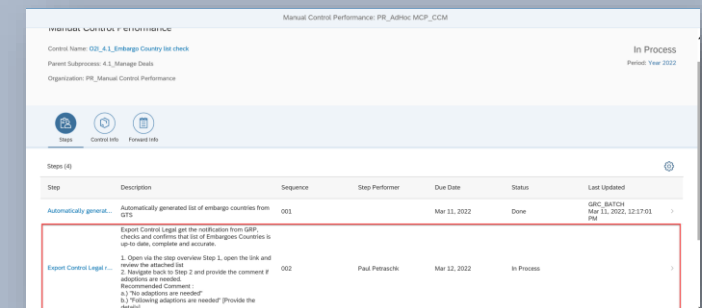 Manual Control Performance: PR_AdHoc MCP_CCM
Manual Control Performance
Control Name: O2I_4.1_Embargo Country list check
In Process
Parent Subprocess: 4.1_Manage Deals
Period: Year 2022
Organization: PR_Manual Control Performance
Steps
Control Info
Forward Info
Steps (4)
Step Description Sequence Step Performer Due Date Status Last Updated
Automatically generat... Automatically generated list of embargo countries from GTS 001 Mar 11, 2022 Done GRC_BATCH Mar 11, 2022, 12:17:01 PM
Export Control Legal get the notification from GRP,
checks and confirms that list of Embargoes Countries is
up-to date, complete and accurate.
1. Open via the step overview Step 1, open the link and
review the attached list
Export Control Legal r... 2. Navigate back to Step 2 and provide the comment if 002 Paul Petraschk Mar 12, 2022 In Process
adoptions are needed.
Recommended Comment :
a.) "No adaptions are needed"
b.) "Following adaptions are needed" [Provide the
details]